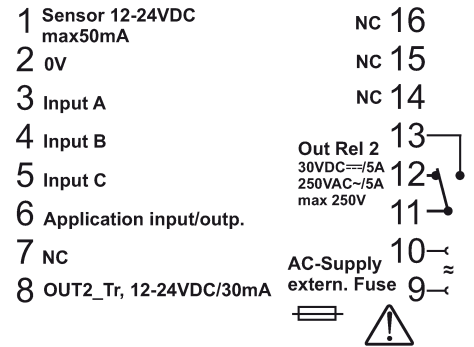 1 Sensor 12-24VDC
max50mA
2 0V
3 Input A
4 Input B
5 Input C
6 Application input/outp.
7 NC
8 OUT2_Tr, 12-24VDC/30mA
NC 16
NC 15
NC 14
13
Out Rel 2
30VDC⎓/5A 12
250VAC~/5A
max 250V 11
10
≈
AC-Supply
extern. Fuse 9